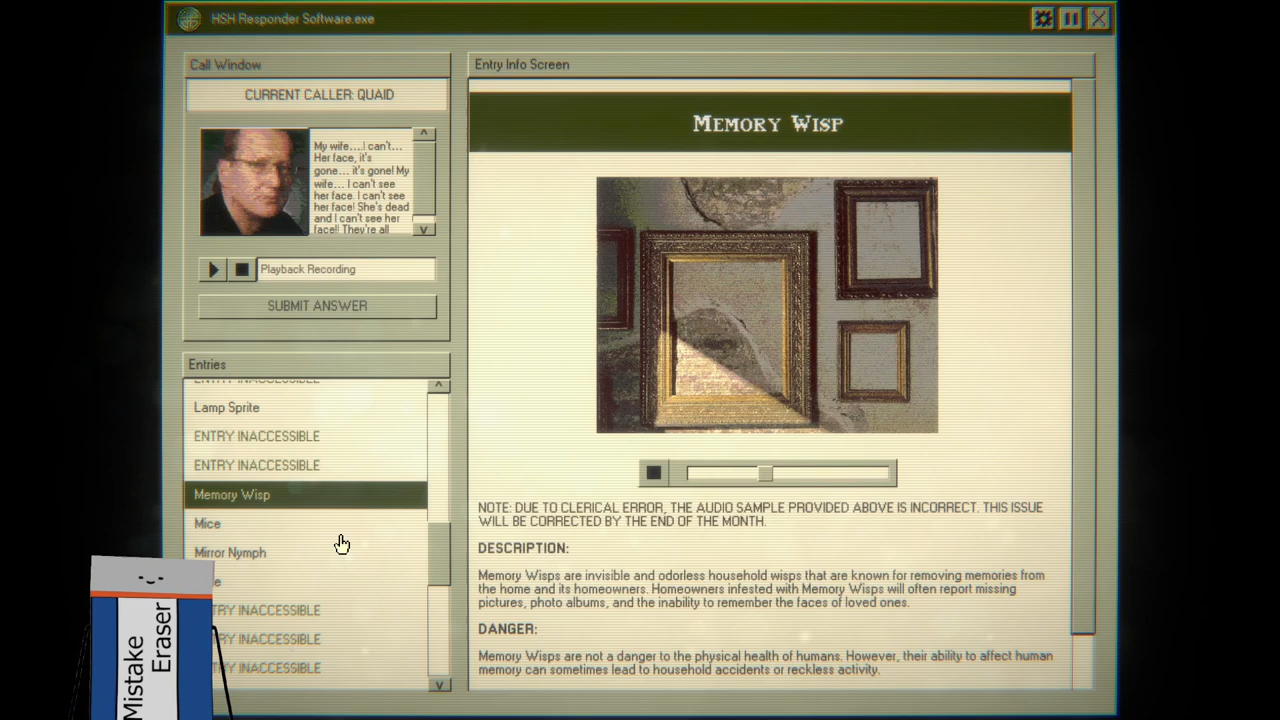 HSH Responder Software.exe
Call Window
CURRENT CALLER: QUAID
My wife....I can't...
Her face, it's
gone... it's gone! My
wife... I can't see
her face. I can't see
her face! She's dead
and I can't see her
face!! They're all
Playback Recording
SUBMIT ANSWER
Entries
ENTRY INACCESSIBLE
Lamp Sprite
ENTRY INACCESSIBLE
ENTRY INACCESSIBLE
Memory Wisp
Mice
Mirror Nymph
ENTRY INACCESSIBLE
Mistake
Eraser
Entry Info Screen
MEMORY WISP
NOTE: DUE TO CLERICAL ERROR, THE AUDIO SAMPLE PROVIDED ABOVE IS INCORRECT. THIS ISSUE
WILL BE CORRECTED BY THE END OF THE MONTH.
DESCRIPTION:
Memory Wisps are invisible and odorless household wisps that are known for removing memories from
the home and its homeowners. Homeowners infested with Memory Wisps will often report missing
pictures, photo albums, and the inability to remember the faces of loved ones.
DANGER:
Memory Wisps are not a danger to the physical health of humans. However, their ability to affect human
memory can sometimes lead to household accidents or reckless activity.